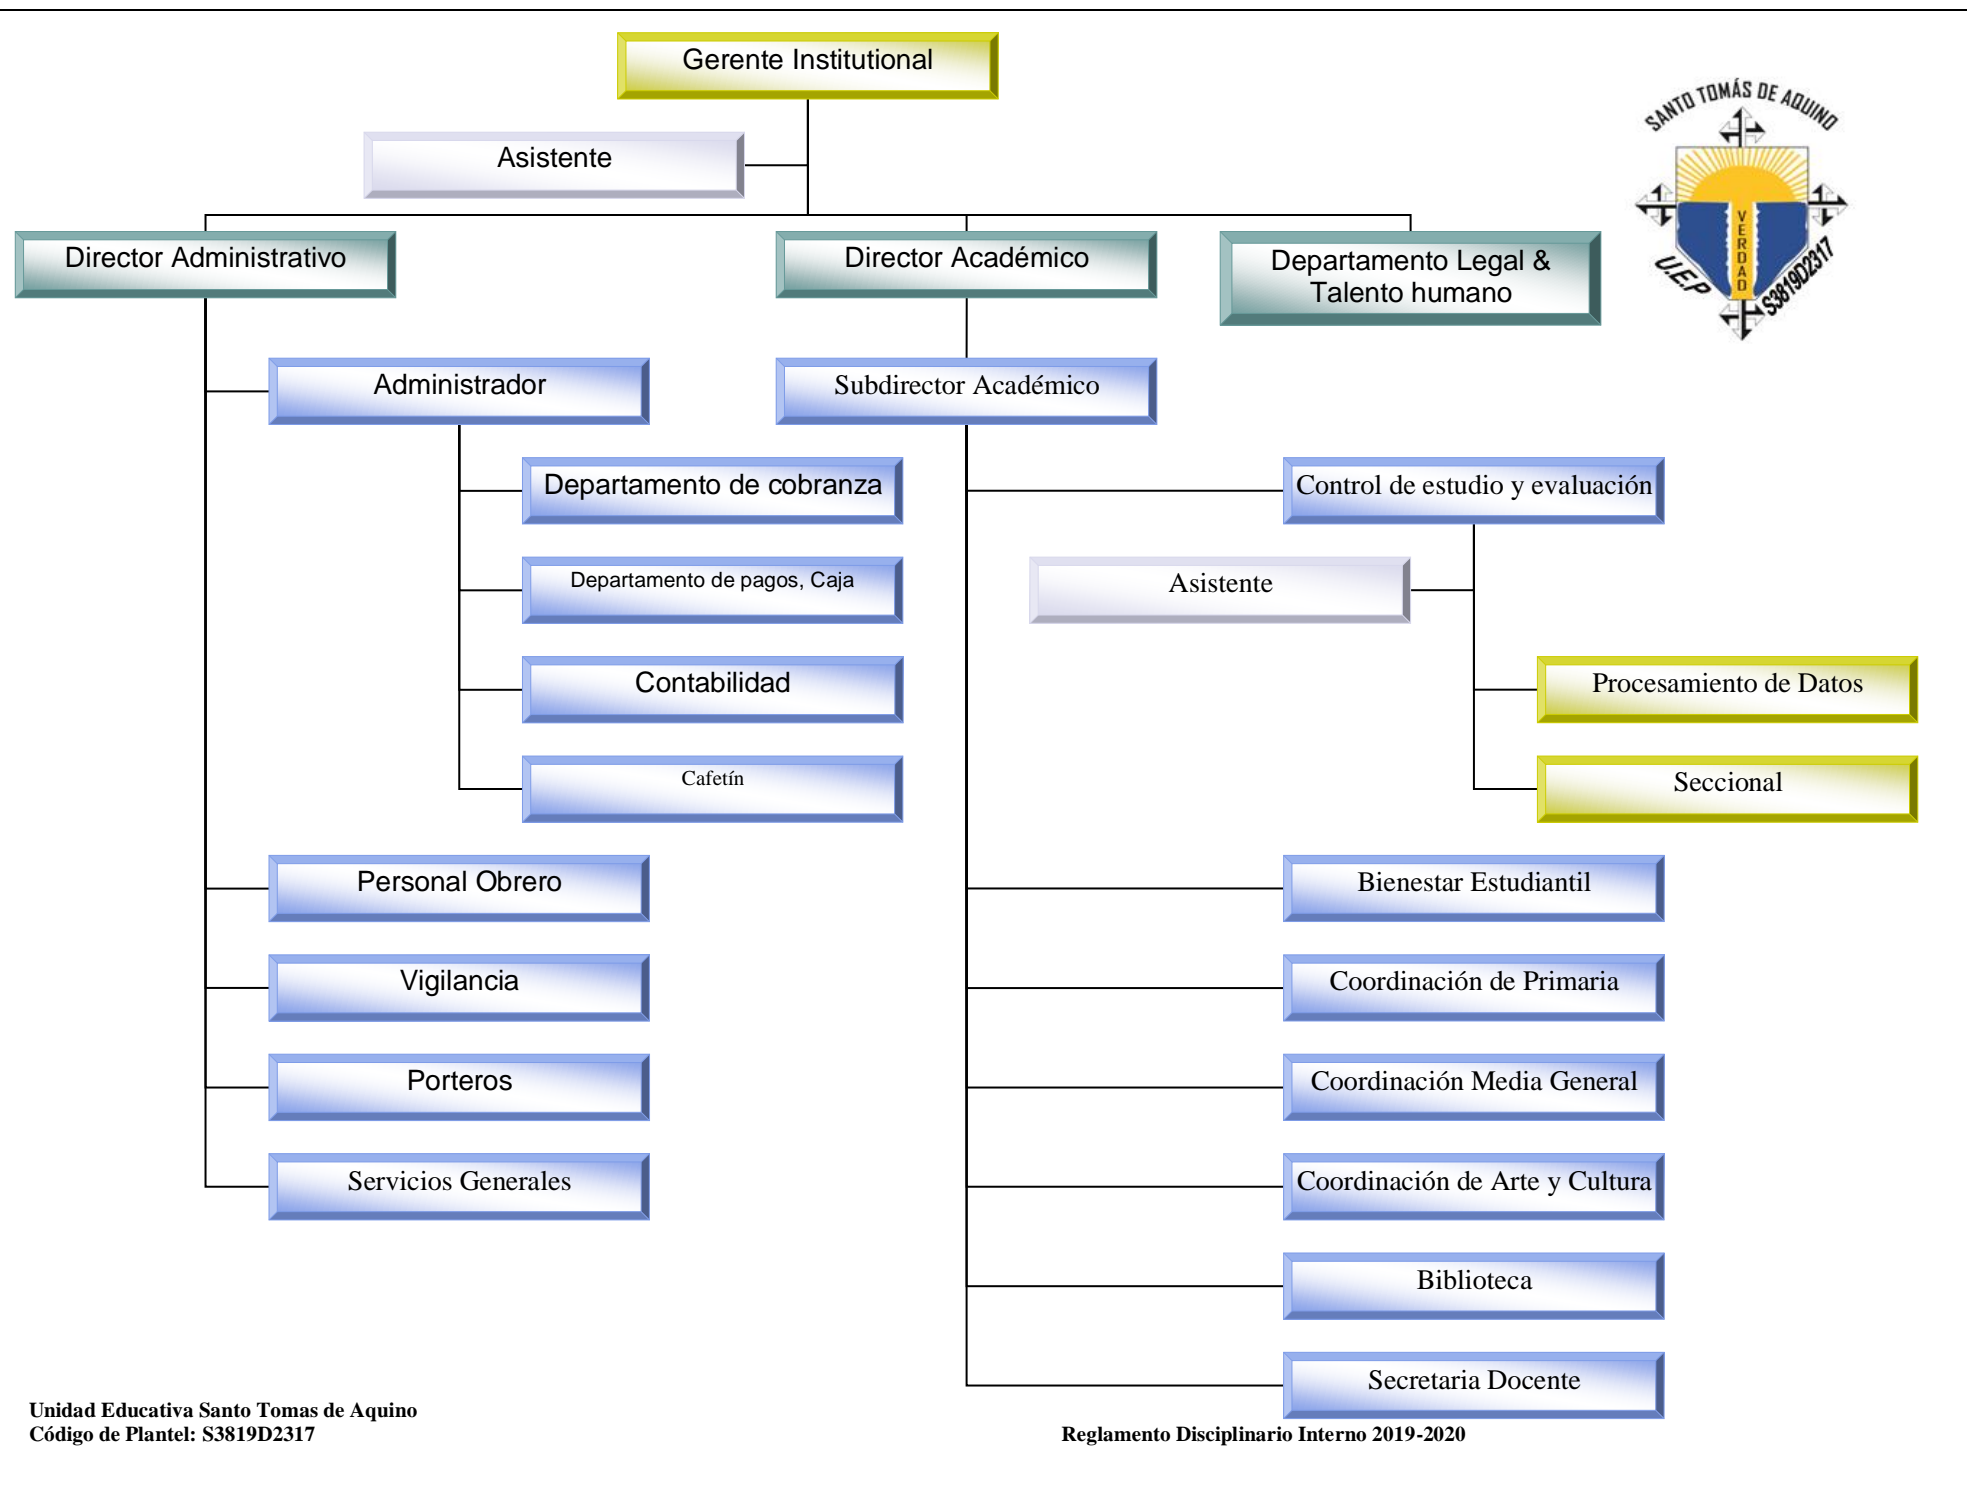 Gerente Institutional
SANTO TOMÁS DE AQUINO
VERDAD
U.E.P
S3819D2317
Asistente
Director Administrativo
Director Académico
Departamento Legal &
Talento humano
Administrador
Subdirector Académico
Departamento de cobranza
Control de estudio y evaluación
Departamento de pagos, Caja
Asistente
Contabilidad
Procesamiento de Datos
Cafetín
Seccional
Personal Obrero
Bienestar Estudiantil
Vigilancia
Coordinación de Primaria
Porteros
Coordinación Media General
Servicios Generales
Coordinación de Arte y Cultura
Biblioteca
Secretaria Docente
Unidad Educativa Santo Tomas de Aquino
Código de Plantel: S3819D2317
Reglamento Disciplinario Interno 2019-2020